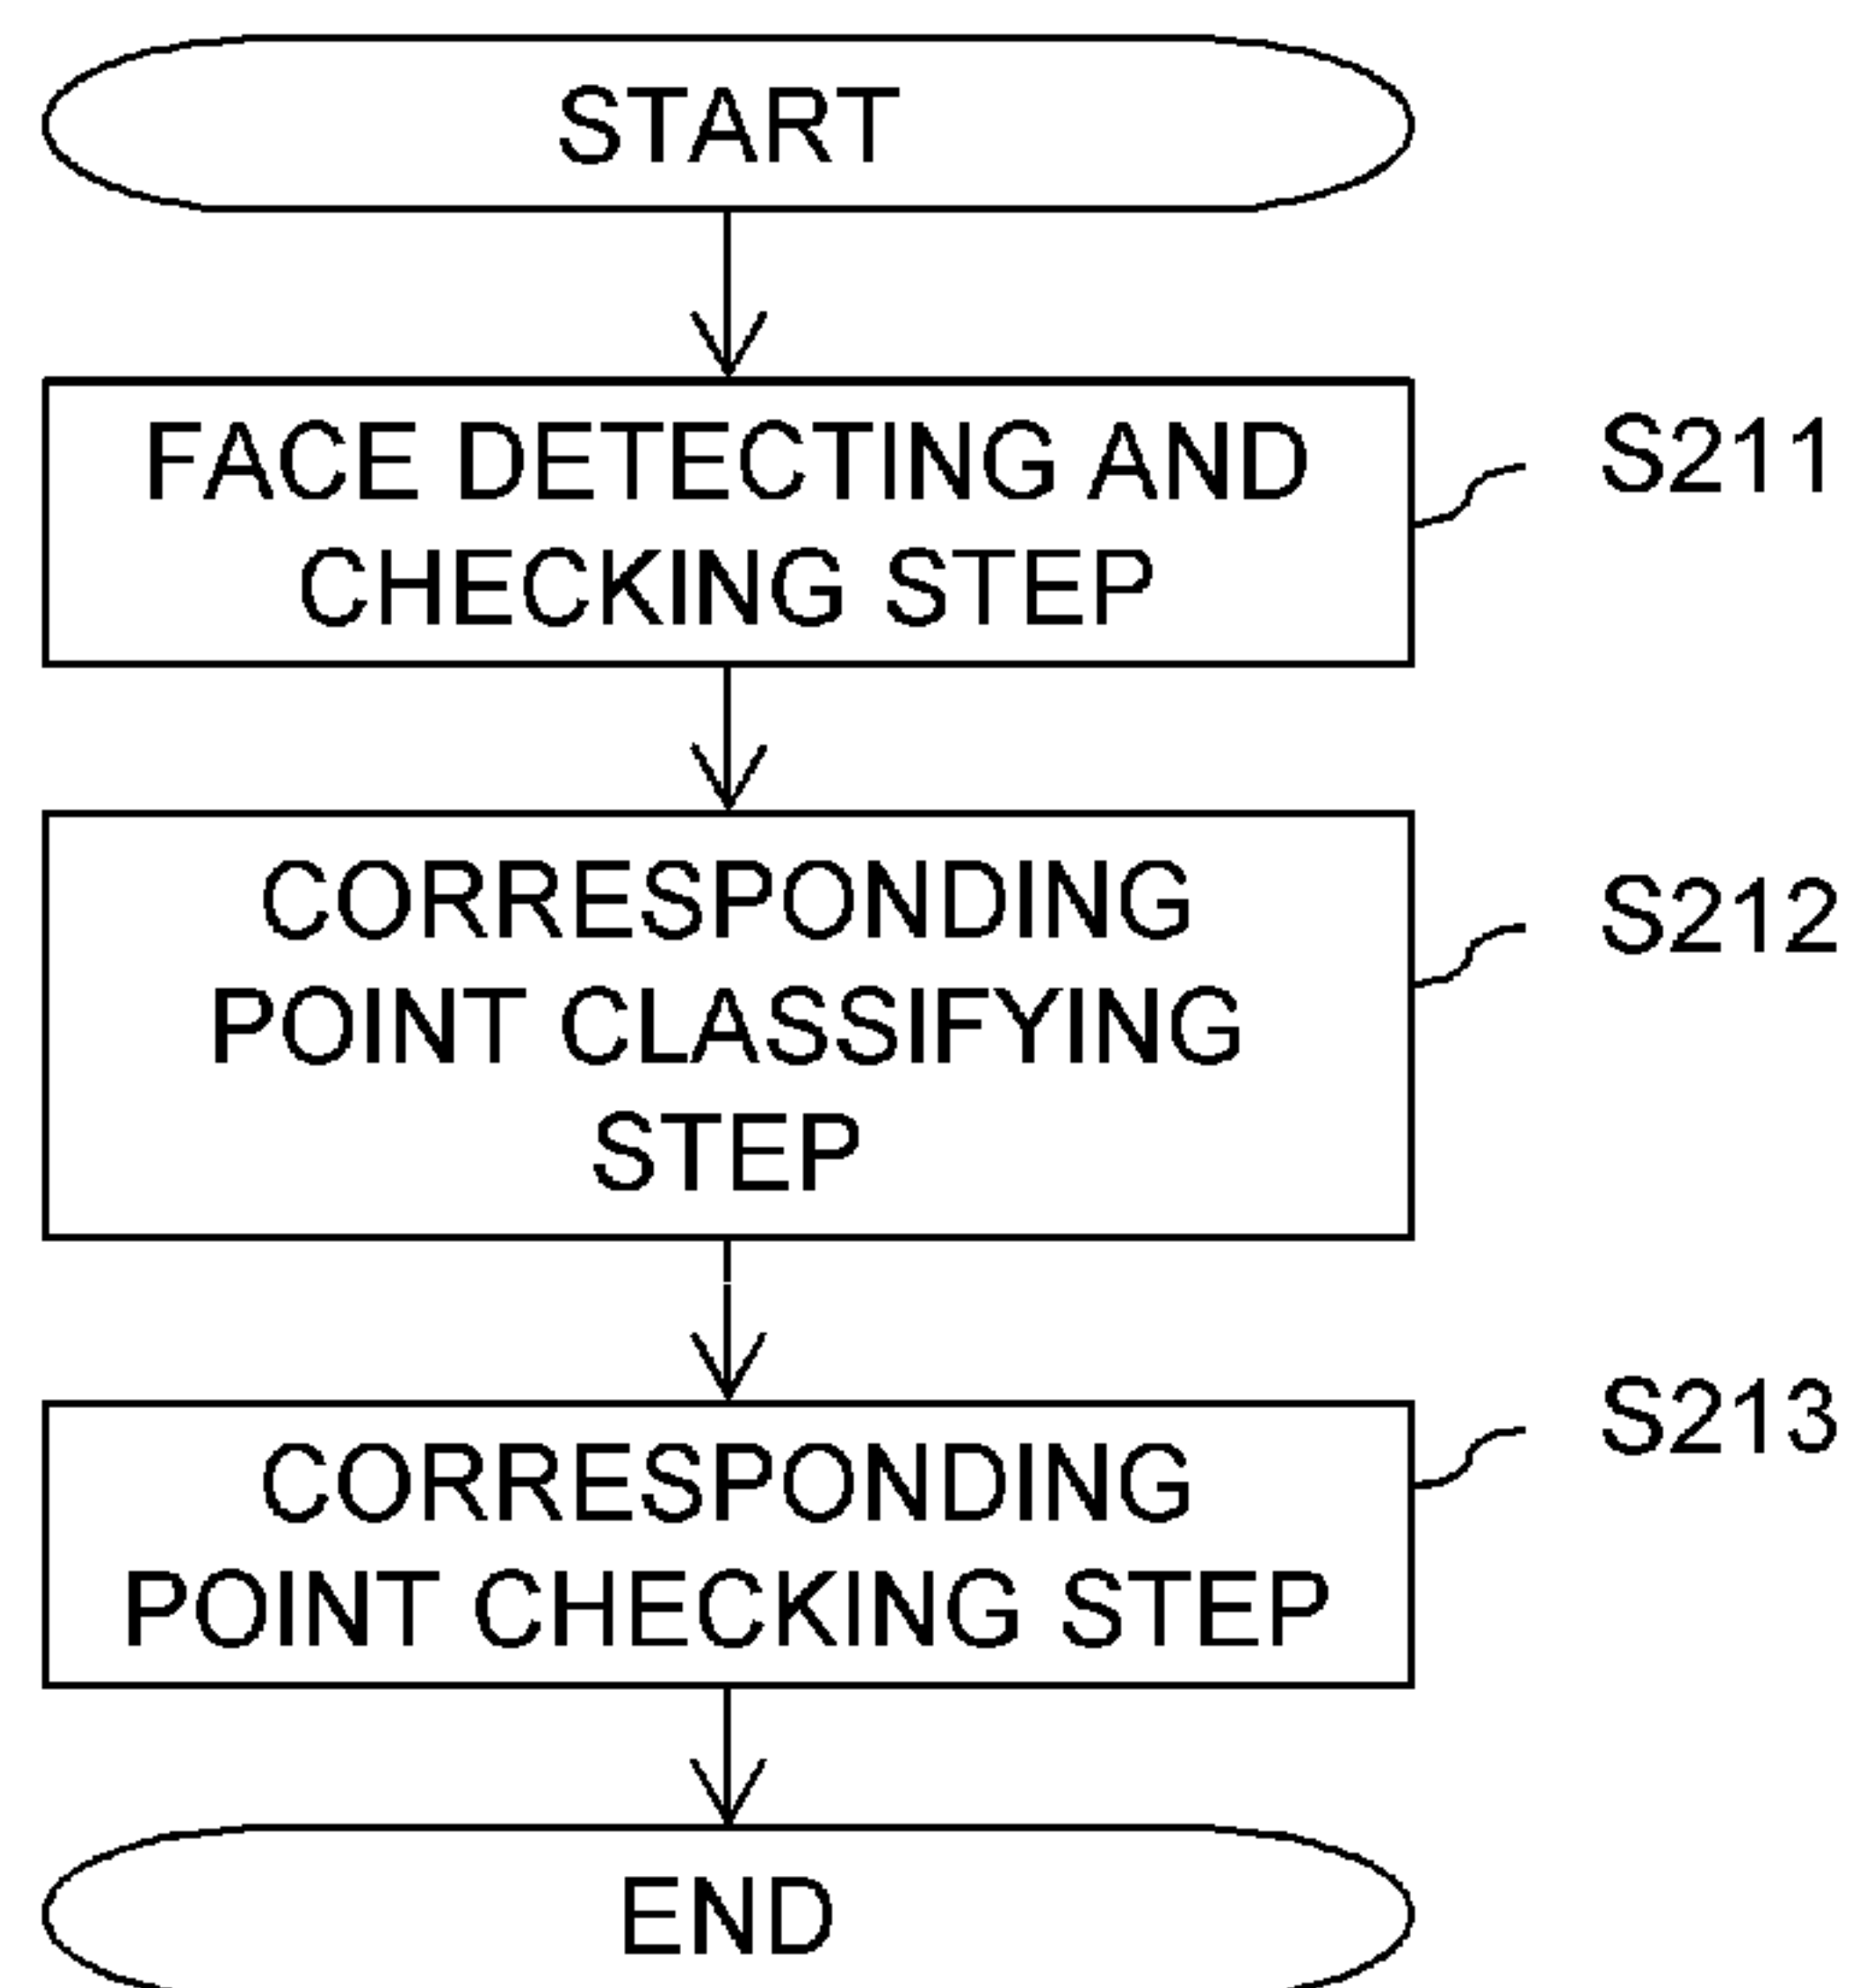 START
FACE DETECTING AND
CHECKING STEP
S211
CORRESPONDING
POINT CLASSIFYING
STEP
S212
CORRESPONDING
POINT CHECKING STEP
S213
END